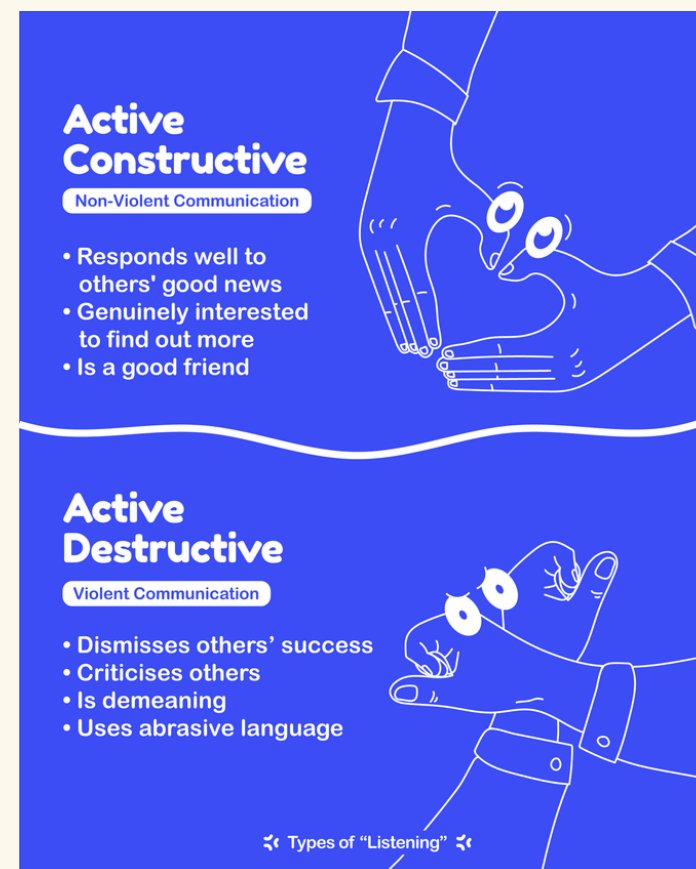 Active
Constructive
Non-Violent Communication
• Responds well to
others' good news
• Genuinely interested
to find out more
• Is a good friend
Active
Destructive
Violent Communication
• Dismisses others’ success
• Criticises others
• Is demeaning
• Uses abrasive language
Types of “Listening”